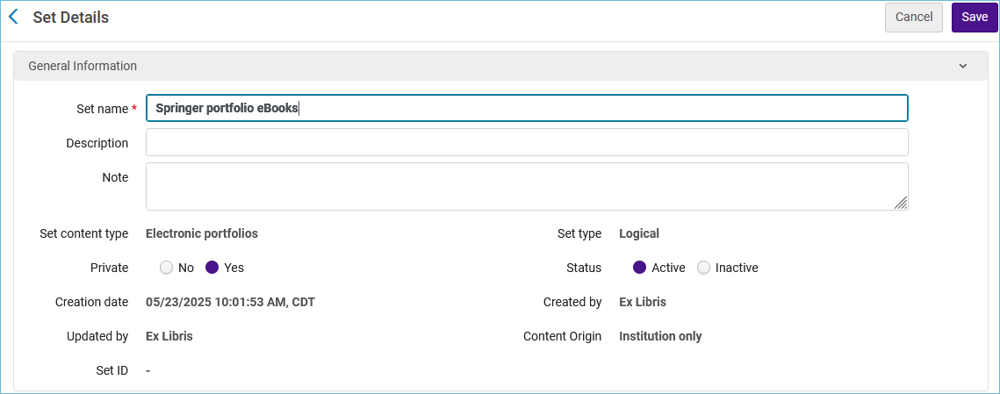 Set Details
Cancel
Save
General Information
Set name * Springer portfolio eBooks
Description
Note
Set content type Electronic portfolios Set type Logical
Private No Yes Status Active Inactive
Creation date 05/23/2025 10:01:53 AM, CDT Created by Ex Libris
Updated by Ex Libris Content Origin Institution only
Set ID -